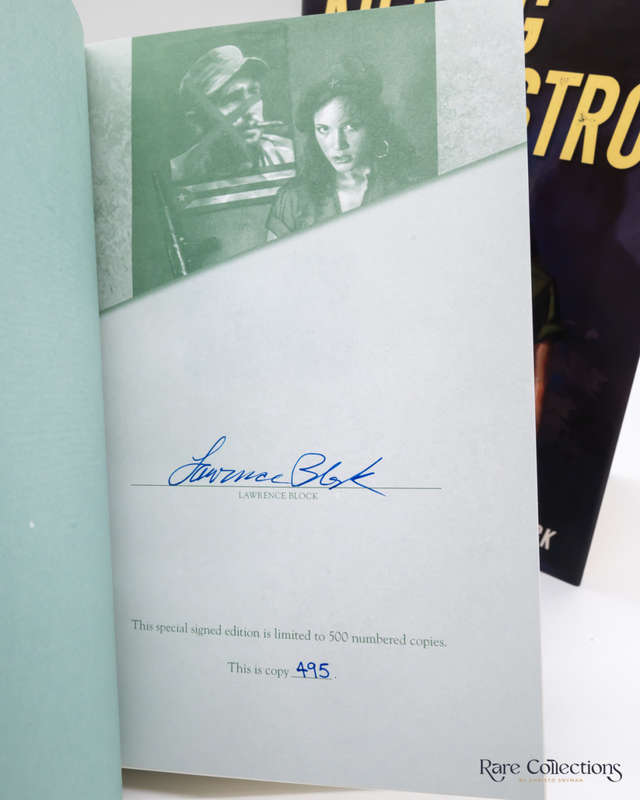 Lawrence Block
LAWRENCE BLOCK
This special signed edition is limited to 500 numbered copies.
This is copy 495.
Rare Collections